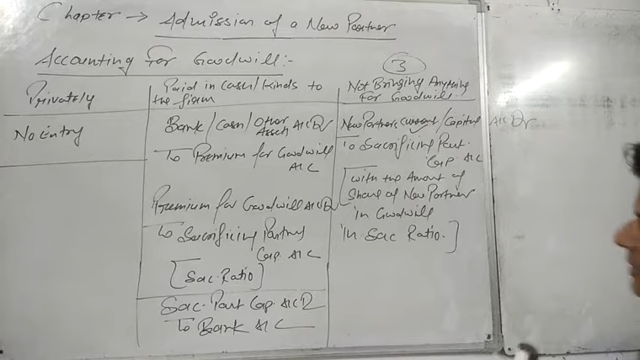 Chapter → Admission of a New Partner
Accounting For Goodwill:-
Privately
No Entry
Paid in Cash/Kinds to
the firm
Bank/Cash/Other
Asset A/C Dr
To Premium for Goodwill
A/C
Premium for Goodwill A/C Dr
To Sacrificing Partner
Cap. A/C
[Sac. Ratio]
Sac. Part Cap. A/C Dr
To Bank A/C
3
Not Bringing Anything
For Goodwill
New Partner's Current/Capital A/C Dr
To Sacrificing Part.
Cap. A/C
[with the Amount of
Share of New Partner
in Goodwill
In Sac Ratio.]